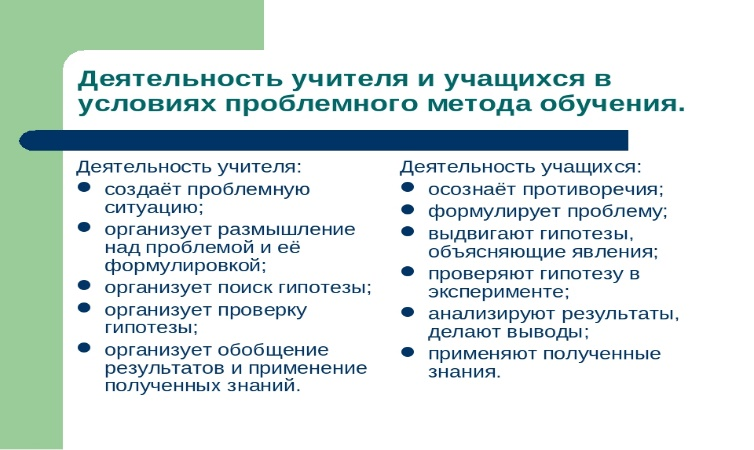 Деятельность учителя и учащихся в
условиях проблемного метода обучения.
Деятельность учителя:
создаёт проблемную
ситуацию;
организует размышление
над проблемой и её
формулировкой;
организует поиск гипотезы;
организует проверку
гипотезы;
организует обобщение
результатов и применение
полученных знаний.
Деятельность учащихся:
осознаёт противоречия;
формулирует проблему;
выдвигают гипотезы,
объясняющие явления;
проверяют гипотезу в
эксперименте;
анализируют результаты,
делают выводы;
применяют полученные
знания.